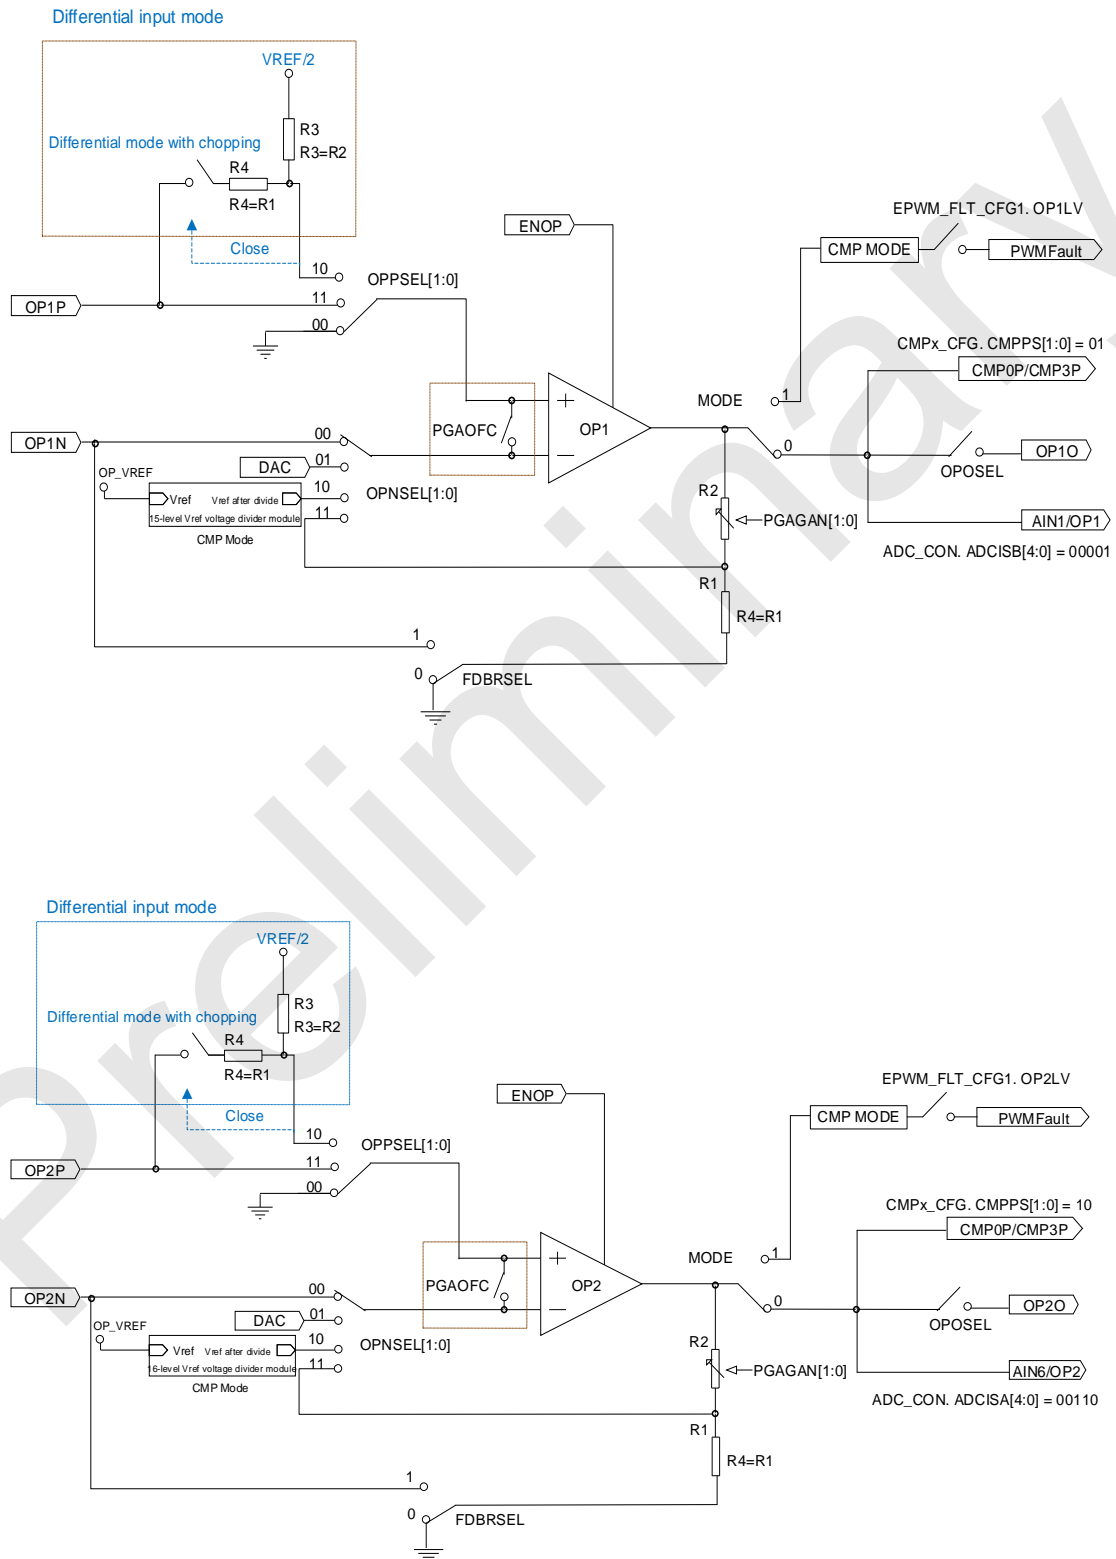 Differential input mode
VREF/2
R3
R3=R2
Differential mode with chopping
R4
R4=R1
Close
ENOP
EPWM_FLT_CFG1. OP1LV
CMP MODE
PWMFault
10
OPPSEL[1:0]
OP1P
11
00
CMPx_CFG. CMPPS[1:0] = 01
CMP0P/CMP3P
MODE
1
OP1N
00
PGAOFC
OP1
0
OP1O
OPOSEL
DAC
01
OP_VREF
Vref
Vref after divide
10
OPNSEL[1:0]
11
15-level Vref voltage divider module
CMP Mode
R2
PGAGAN[1:0]
AIN1/OP1
ADC_CON. ADCISB[4:0] = 00001
R1
R4=R1
1
0
FDBRSEL
Preliminary
Differential input mode
VREF/2
R3
R3=R2
Differential mode with chopping
R4
R4=R1
Close
ENOP
EPWM_FLT_CFG1. OP2LV
CMP MODE
PWMFault
10
OPPSEL[1:0]
OP2P
11
00
CMPx_CFG. CMPPS[1:0] = 10
CMP0P/CMP3P
MODE
1
OP2N
00
PGAOFC
OP2
0
OP2O
OPOSEL
DAC
01
OP_VREF
Vref
Vref after divide
10
OPNSEL[1:0]
11
16-level Vref voltage divider module
CMP Mode
R2
PGAGAN[1:0]
AIN6/OP2
ADC_CON. ADCISA[4:0] = 00110
R1
R4=R1
1
0
FDBRSEL